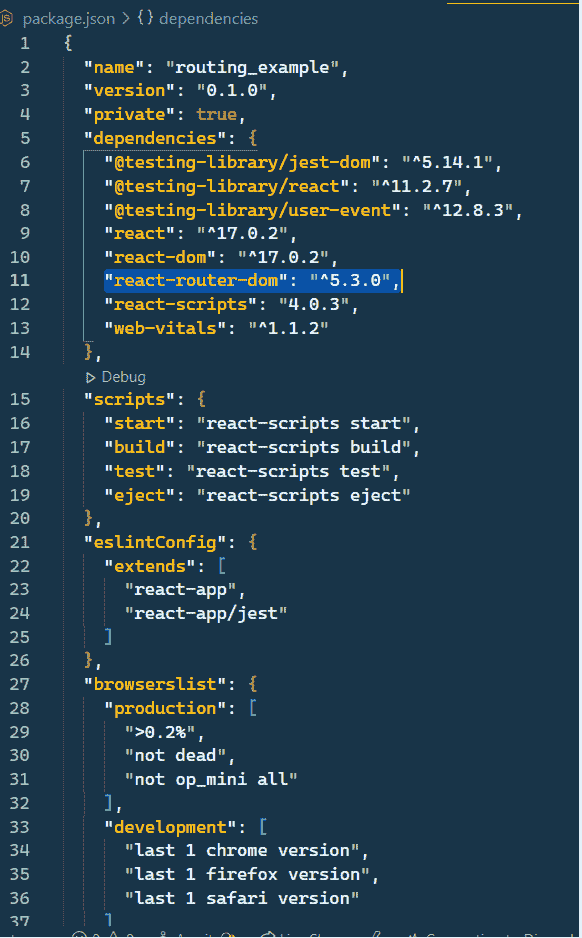 package.json > {} dependencies
1 {
2 "name": "routing_example",
3 "version": "0.1.0",
4 "private": true,
5 "dependencies": {
6 "@testing-library/jest-dom": "^5.14.1",
7 "@testing-library/react": "^11.2.7",
8 "@testing-library/user-event": "^12.8.3",
9 "react": "^17.0.2",
10 "react-dom": "^17.0.2",
11 "react-router-dom": "^5.3.0",
12 "react-scripts": "4.0.3",
13 "web-vitals": "^1.1.2"
14 },
Debug
15 "scripts": {
16 "start": "react-scripts start",
17 "build": "react-scripts build",
18 "test": "react-scripts test",
19 "eject": "react-scripts eject"
20 },
21 "eslintConfig": {
22 "extends": [
23 "react-app",
24 "react-app/jest"
25 ]
26 },
27 "browserslist": {
28 "production": [
29 ">0.2%",
30 "not dead",
31 "not op_mini all"
32 ],
33 "development": [
34 "last 1 chrome version",
35 "last 1 firefox version",
36 "last 1 safari version"
37 ]